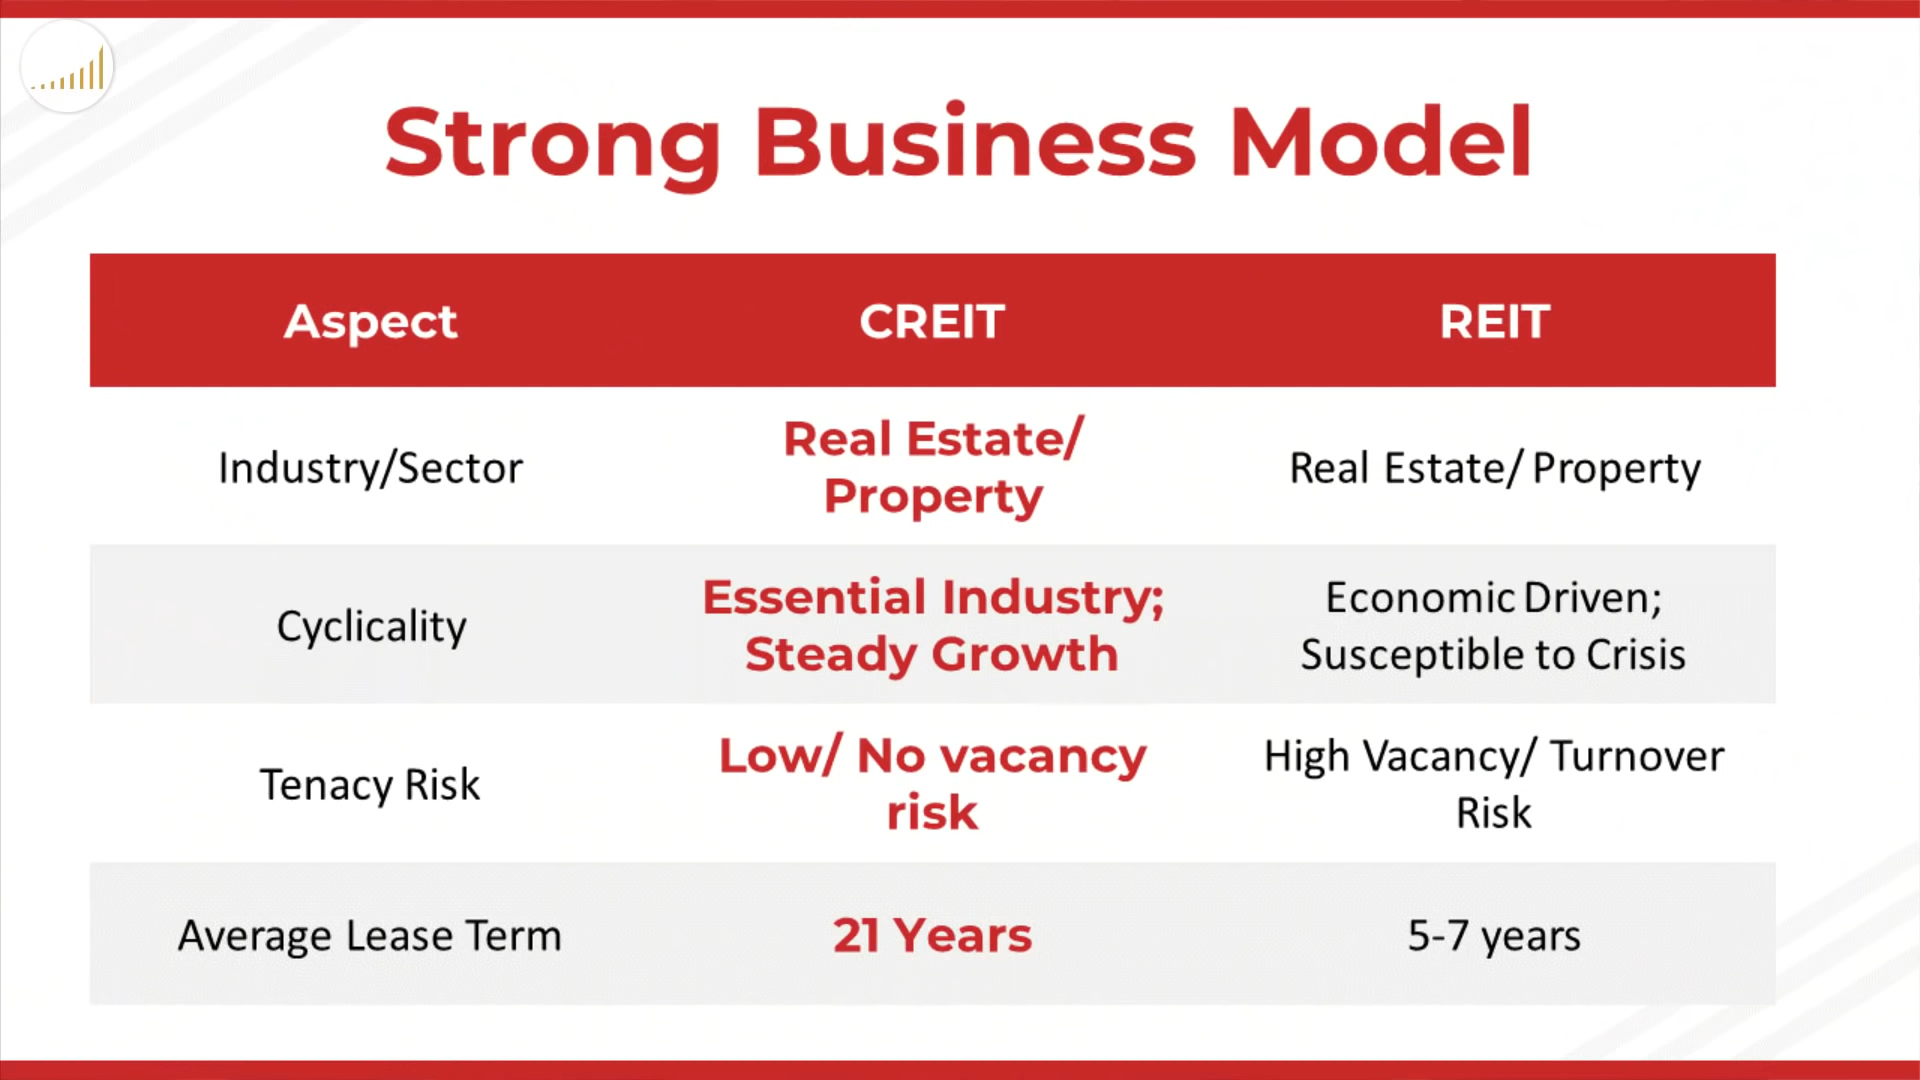 Strong Business Model
Aspect CREIT REIT
Industry/Sector
Real Estate/
Property
Real Estate/ Property
Cyclicality
Essential Industry;
Steady Growth
Economic Driven;
Susceptible to Crisis
Tenacy Risk
Low/ No vacancy
risk
High Vacancy/ Turnover
Risk
Average Lease Term 21 Years 5-7 years